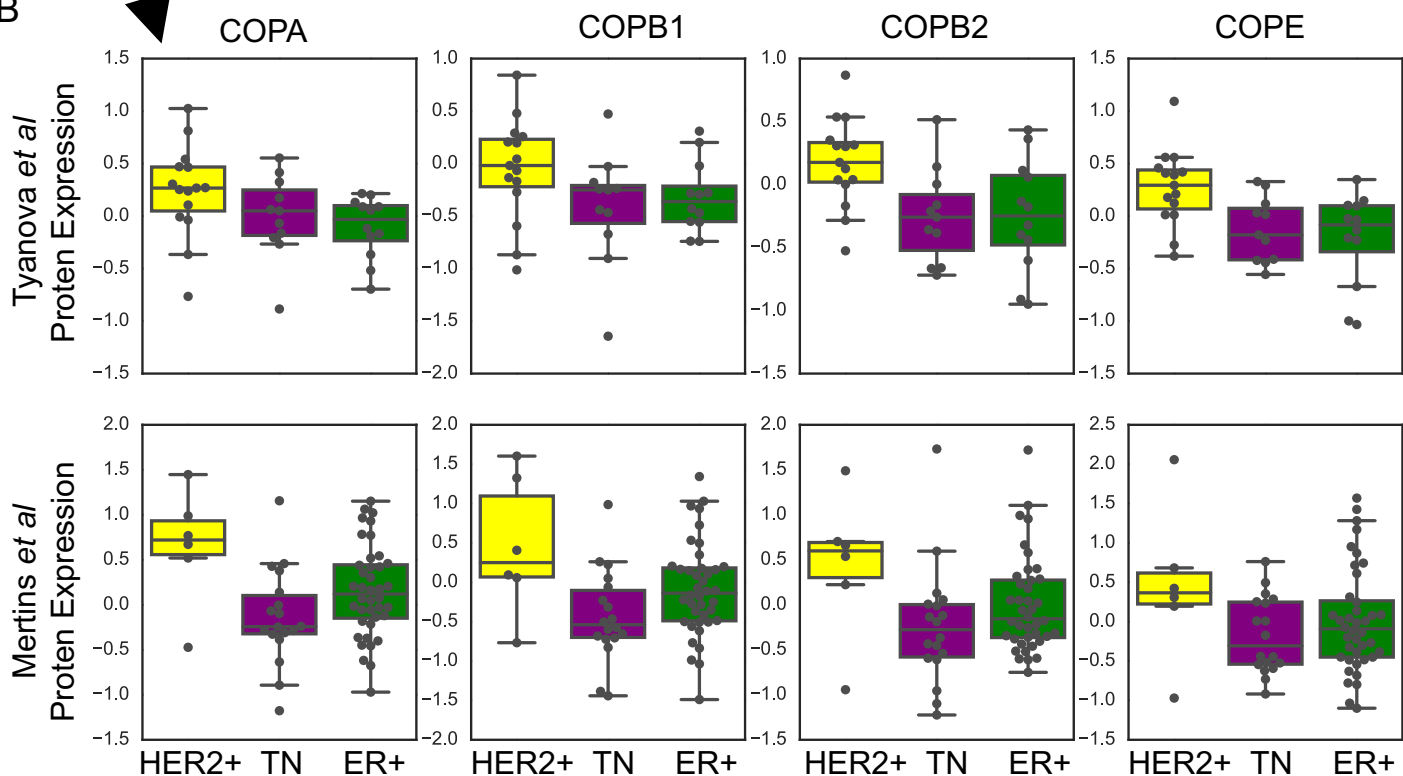 B
COPA COPB1 COPB2 COPE
Tyanova et al
Proten Expression
1.5 1.0 1.0 1.5
1.0 0.5 0.5 1.0
0.5 0.0 0.0 0.5
0.0 −0.5 −0.5 0.0
−0.5 −1.0 −1.0 −0.5
−1.0 −1.5 −1.5 −1.0
−1.5 −2.0 −1.5
Mertins et al
Proten Expression
2.0 2.0 2.0 2.5
1.5 1.5 1.5 2.0
1.0 1.0 1.0 1.5
0.5 0.5 0.5 1.0
0.0 0.0 0.0 0.5
−0.5 −0.5 −0.5 0.0
−1.0 −1.0 −1.0 −0.5
−1.5 −1.5 −1.5 −1.0
−2.0 −1.5
HER2+ TN ER+ HER2+ TN ER+ HER2+ TN ER+ HER2+ TN ER+